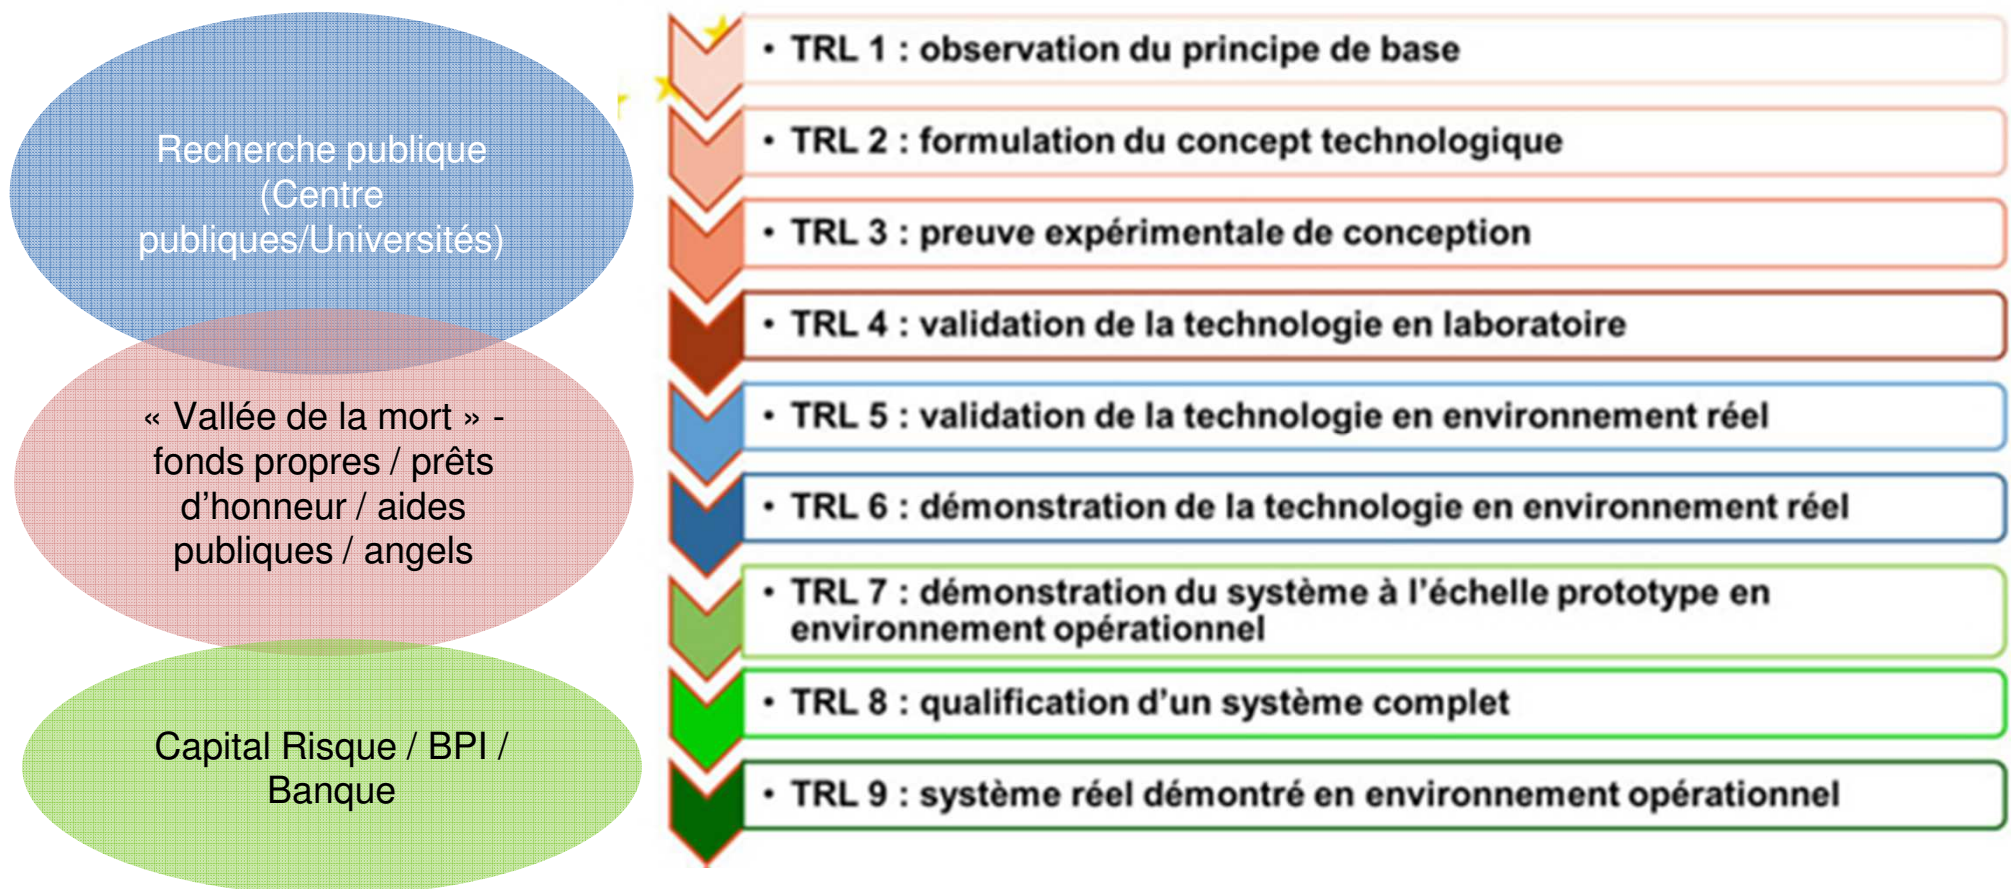 Recherche publique
(Centre
publiques/Universités)
« Vallée de la mort » -
fonds propres / prêts
d’honneur / aides
publiques / angels
Capital Risque / BPI /
Banque
• TRL 1 : observation du principe de base
• TRL 2 : formulation du concept technologique
• TRL 3 : preuve expérimentale de conception
• TRL 4 : validation de la technologie en laboratoire
• TRL 5 : validation de la technologie en environnement réel
• TRL 6 : démonstration de la technologie en environnement réel
• TRL 7 : démonstration du système à l’échelle prototype en
environnement opérationnel
• TRL 8 : qualification d’un système complet
• TRL 9 : système réel démontré en environnement opérationnel